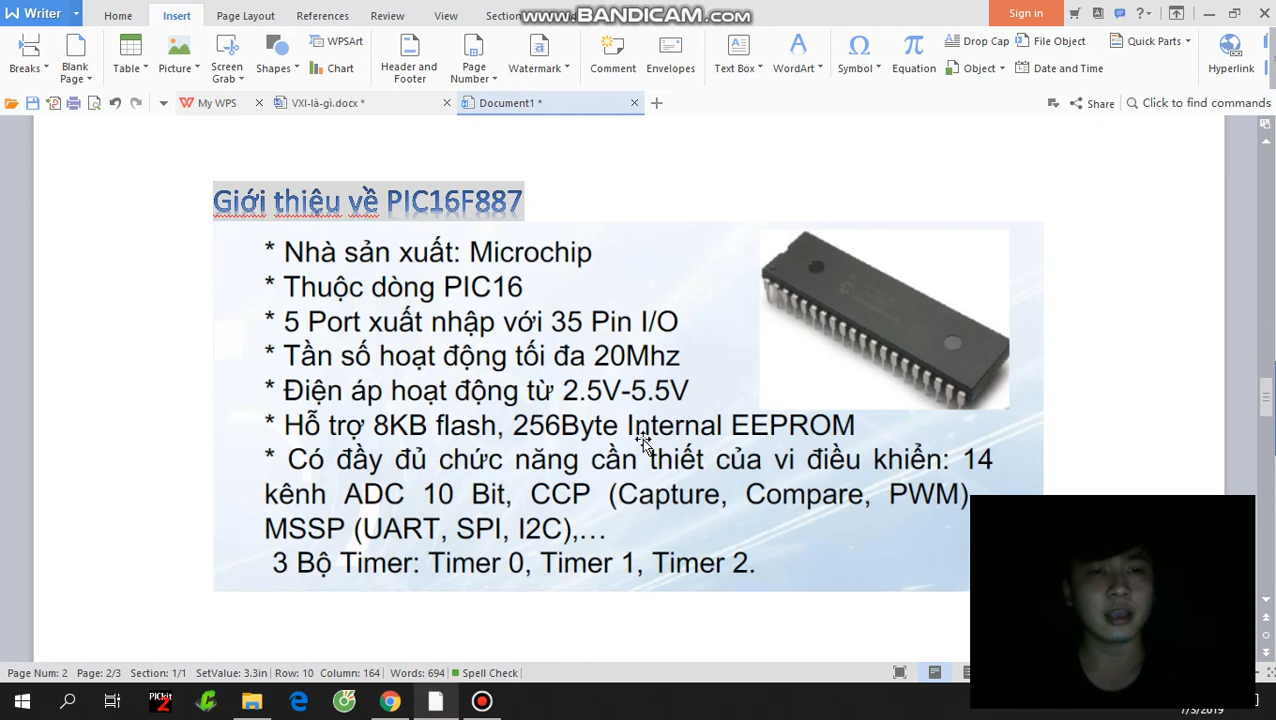 Writer
Home
Insert
Page Layout
References
Review
View
Section
www.BANDICAM.com
Sign in
Breaks
Blank Page
Table
Picture
Screen Grab
Shapes
WPSArt
Chart
Header and Footer
Page Number
Watermark
Comment
Envelopes
Text Box
WordArt
Symbol
Equation
Drop Cap
Object
File Object
Date and Time
Quick Parts
Hyperlink
My WPS
VXI-là-gì.docx *
Document1 *
Share
Click to find commands
Giới thiệu về PIC16F887
* Nhà sản xuất: Microchip
* Thuộc dòng PIC16
* 5 Port xuất nhập với 35 Pin I/O
* Tần số hoạt động tối đa 20Mhz
* Điện áp hoạt động từ 2.5V-5.5V
* Hỗ trợ 8KB flash, 256Byte Internal EEPROM
* Có đầy đủ chức năng cần thiết của vi điều khiển: 14
kênh ADC 10 Bit, CCP (Capture, Compare, PWM)
MSSP (UART, SPI, I2C),...
3 Bộ Timer: Timer 0, Timer 1, Timer 2.
Page Num: 2 Page: 2/3 Section: 1/1 SetValue: 3.3in Row: 10 Column: 164 Words: 694 Spell Check
PICkit 2
7/3/2019